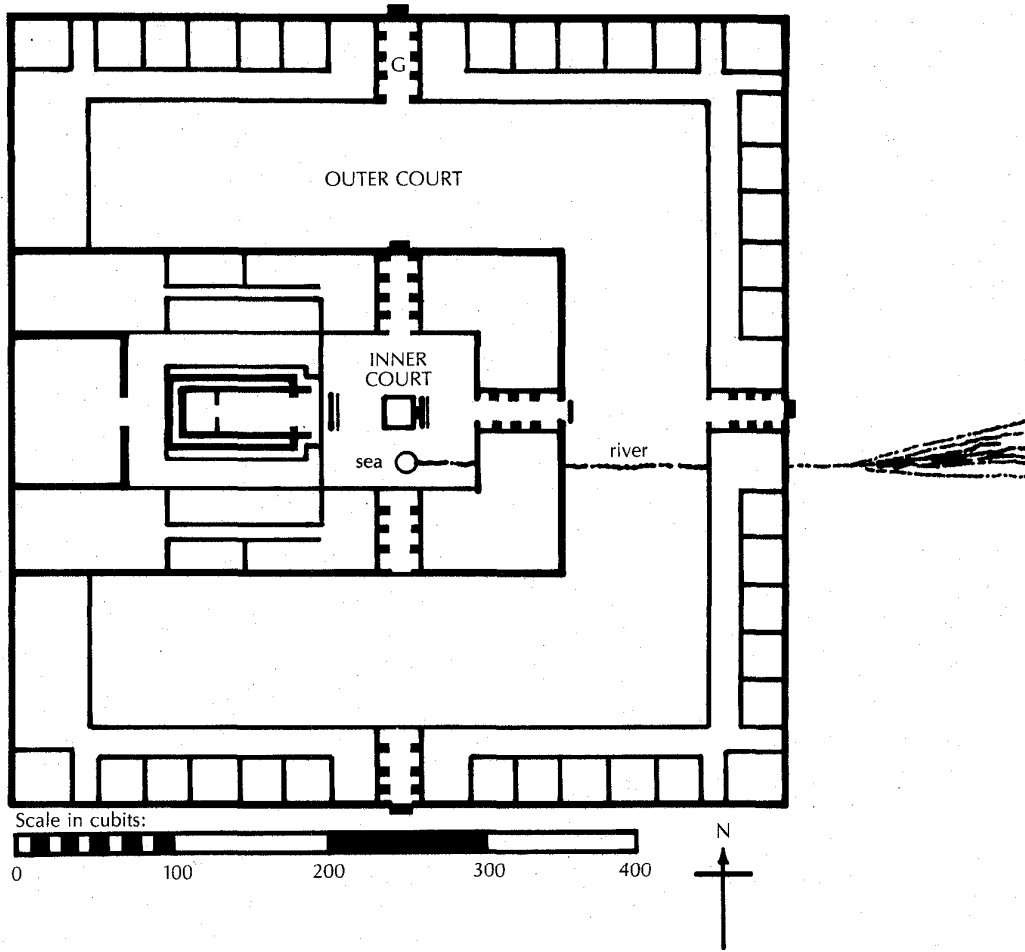 G
OUTER COURT
INNER
COURT
sea
river
Scale in cubits:
0 100 200 300 400
N